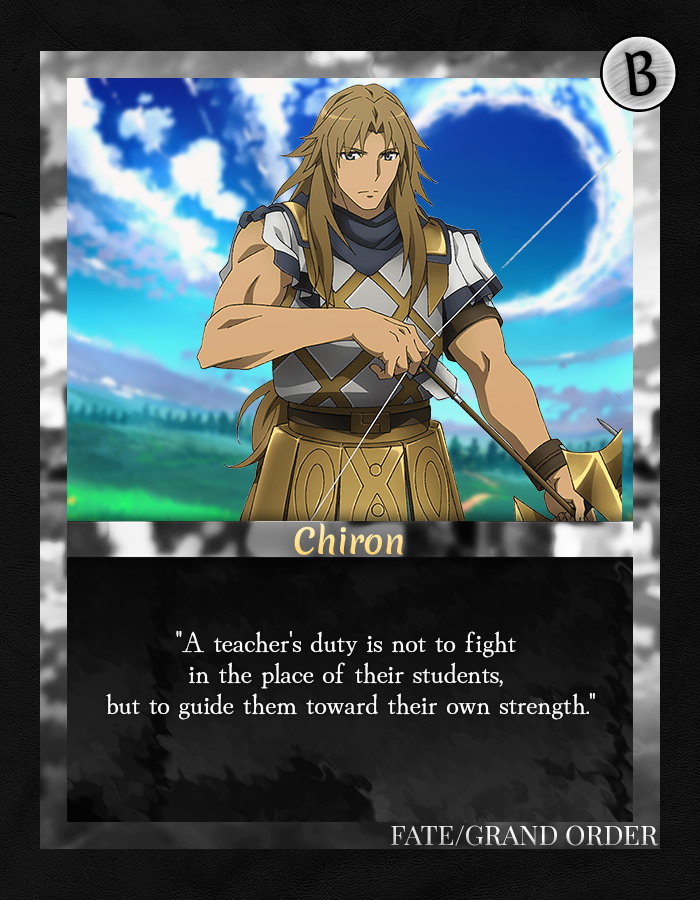 B
Chiron
"A teacher's duty is not to fight
in the place of their students,
but to guide them toward their own strength."
FATE/GRAND ORDER